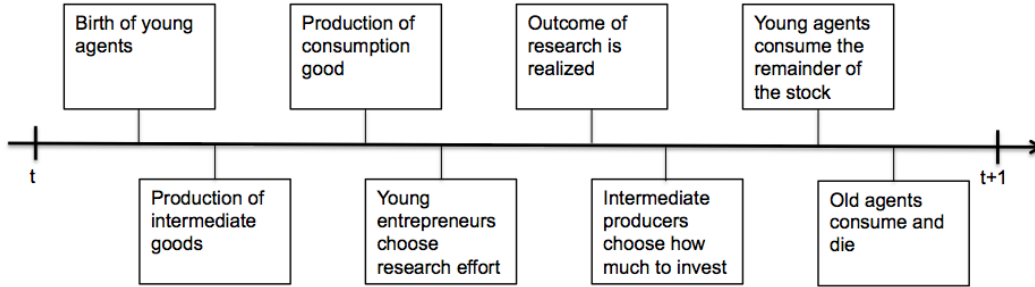 Birth of young
agents
Production of
consumption
good
Outcome of
research is
realized
Young agents
consume the
remainder of
the stock
t
t+1
Production of
intermediate
goods
Young
entrepreneurs
choose
research effort
Intermediate
producers
choose how
much to invest
Old agents
consume and
die